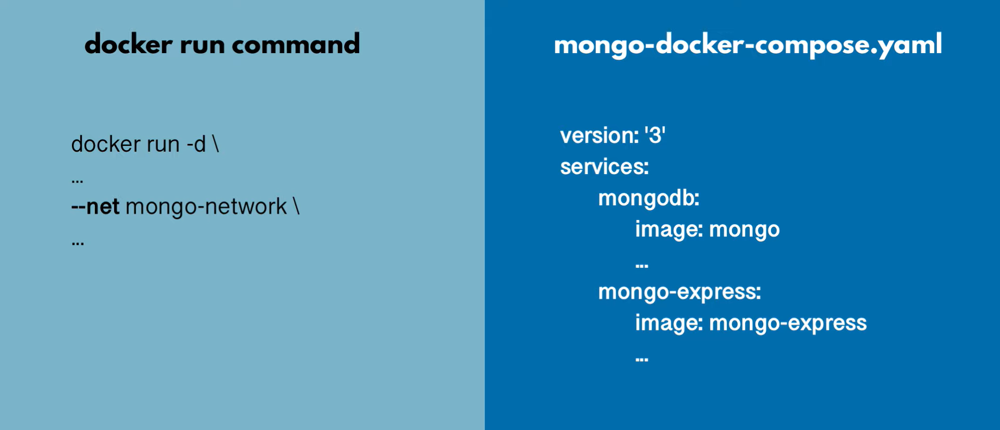 docker run command
docker run -d \
...
--net mongo-network \
...
mongo-docker-compose.yaml
version: '3'
services:
mongodb:
image: mongo
...
mongo-express:
image: mongo-express
...